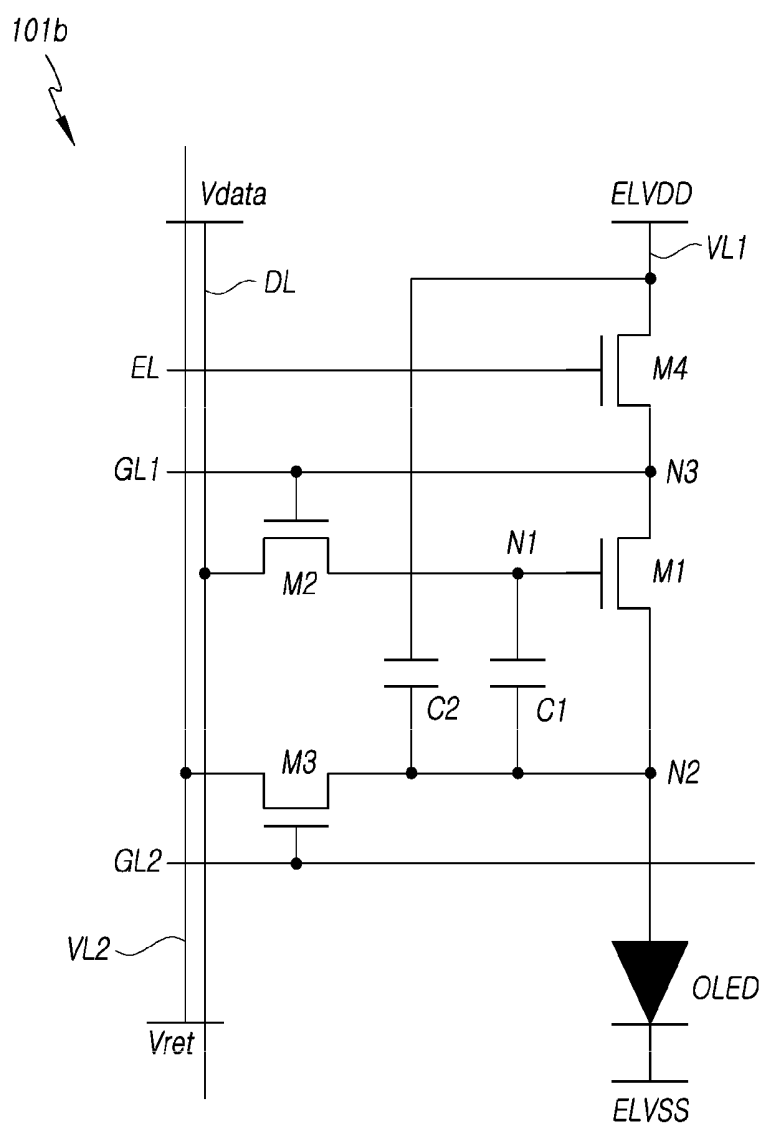 101b
Vdata
ELVDD
VL1
DL
EL
M4
GL1
N3
N1
M1
M2
C2
C1
M3
N2
GL2
VL2
OLED
Vret
ELVSS